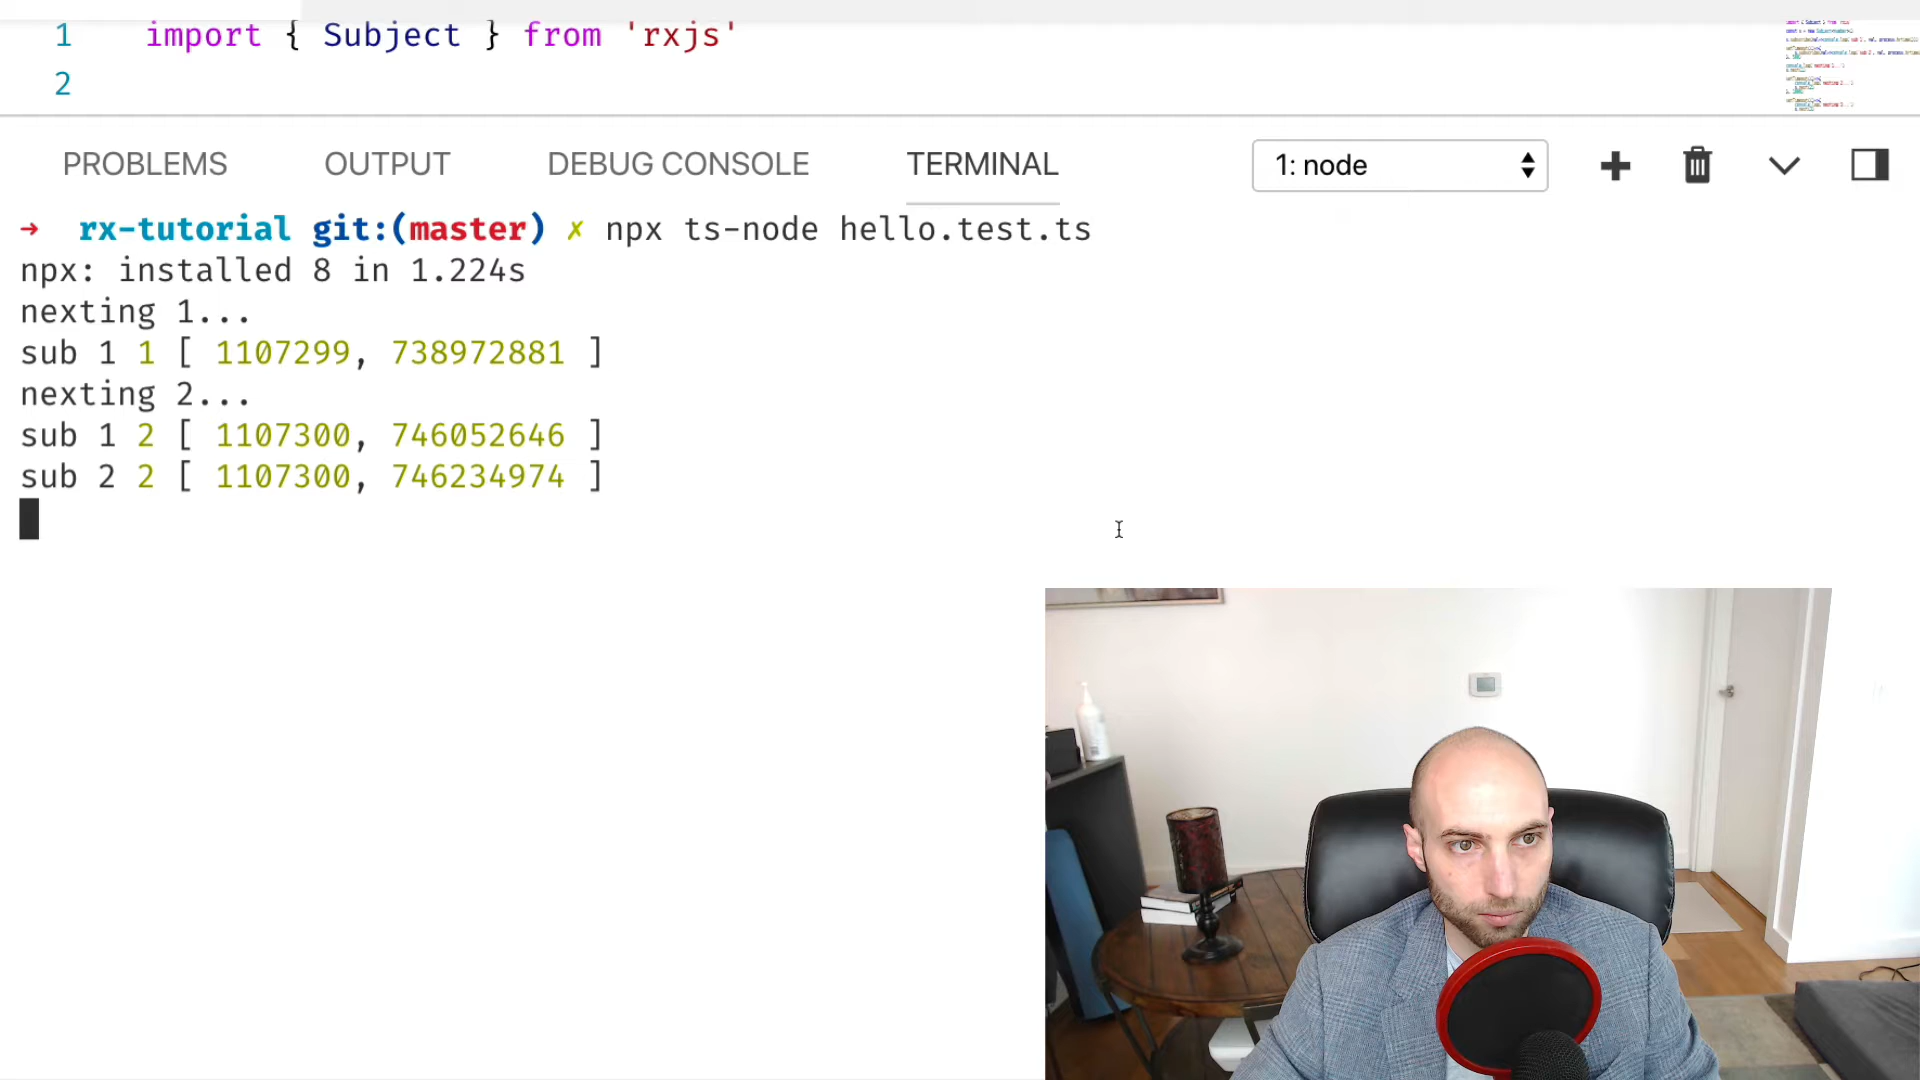 1 import { Subject } from 'rxjs'
2
PROBLEMS OUTPUT DEBUG CONSOLE TERMINAL 1: node
→ rx-tutorial git:(master) ✗ npx ts-node hello.test.ts
npx: installed 8 in 1.224s
nexting 1...
sub 1 1 [ 1107299, 738972881 ]
nexting 2...
sub 1 2 [ 1107300, 746052646 ]
sub 2 2 [ 1107300, 746234974 ]